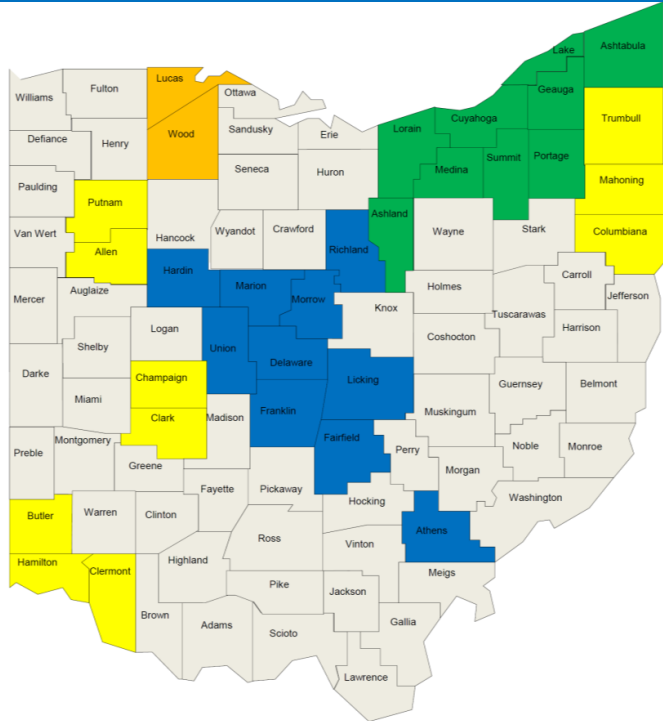 Lake
Ashtabula
Lucas
Fulton
Williams
Ottawa
Geauga
Cuyahoga
Lorain
Trumbull
Defiance
Henry
Wood
Sandusky
Erie
Medina
Summit
Portage
Seneca
Huron
Paulding
Mahoning
Putnam
Ashland
Van Wert
Hancock
Wyandot
Crawford
Richland
Wayne
Stark
Columbiana
Allen
Hardin
Carroll
Mercer
Auglaize
Marion
Morrow
Knox
Holmes
Jefferson
Tuscarawas
Logan
Harrison
Shelby
Union
Coshocton
Delaware
Darke
Champaign
Licking
Guernsey
Belmont
Miami
Clark
Madison
Franklin
Muskingum
Fairfield
Montgomery
Preble
Perry
Noble
Monroe
Greene
Morgan
Fayette
Pickaway
Washington
Butler
Warren
Clinton
Hocking
Athens
Ross
Vinton
Hamilton
Clermont
Highland
Meigs
Pike
Jackson
Brown
Adams
Scioto
Gallia
Lawrence